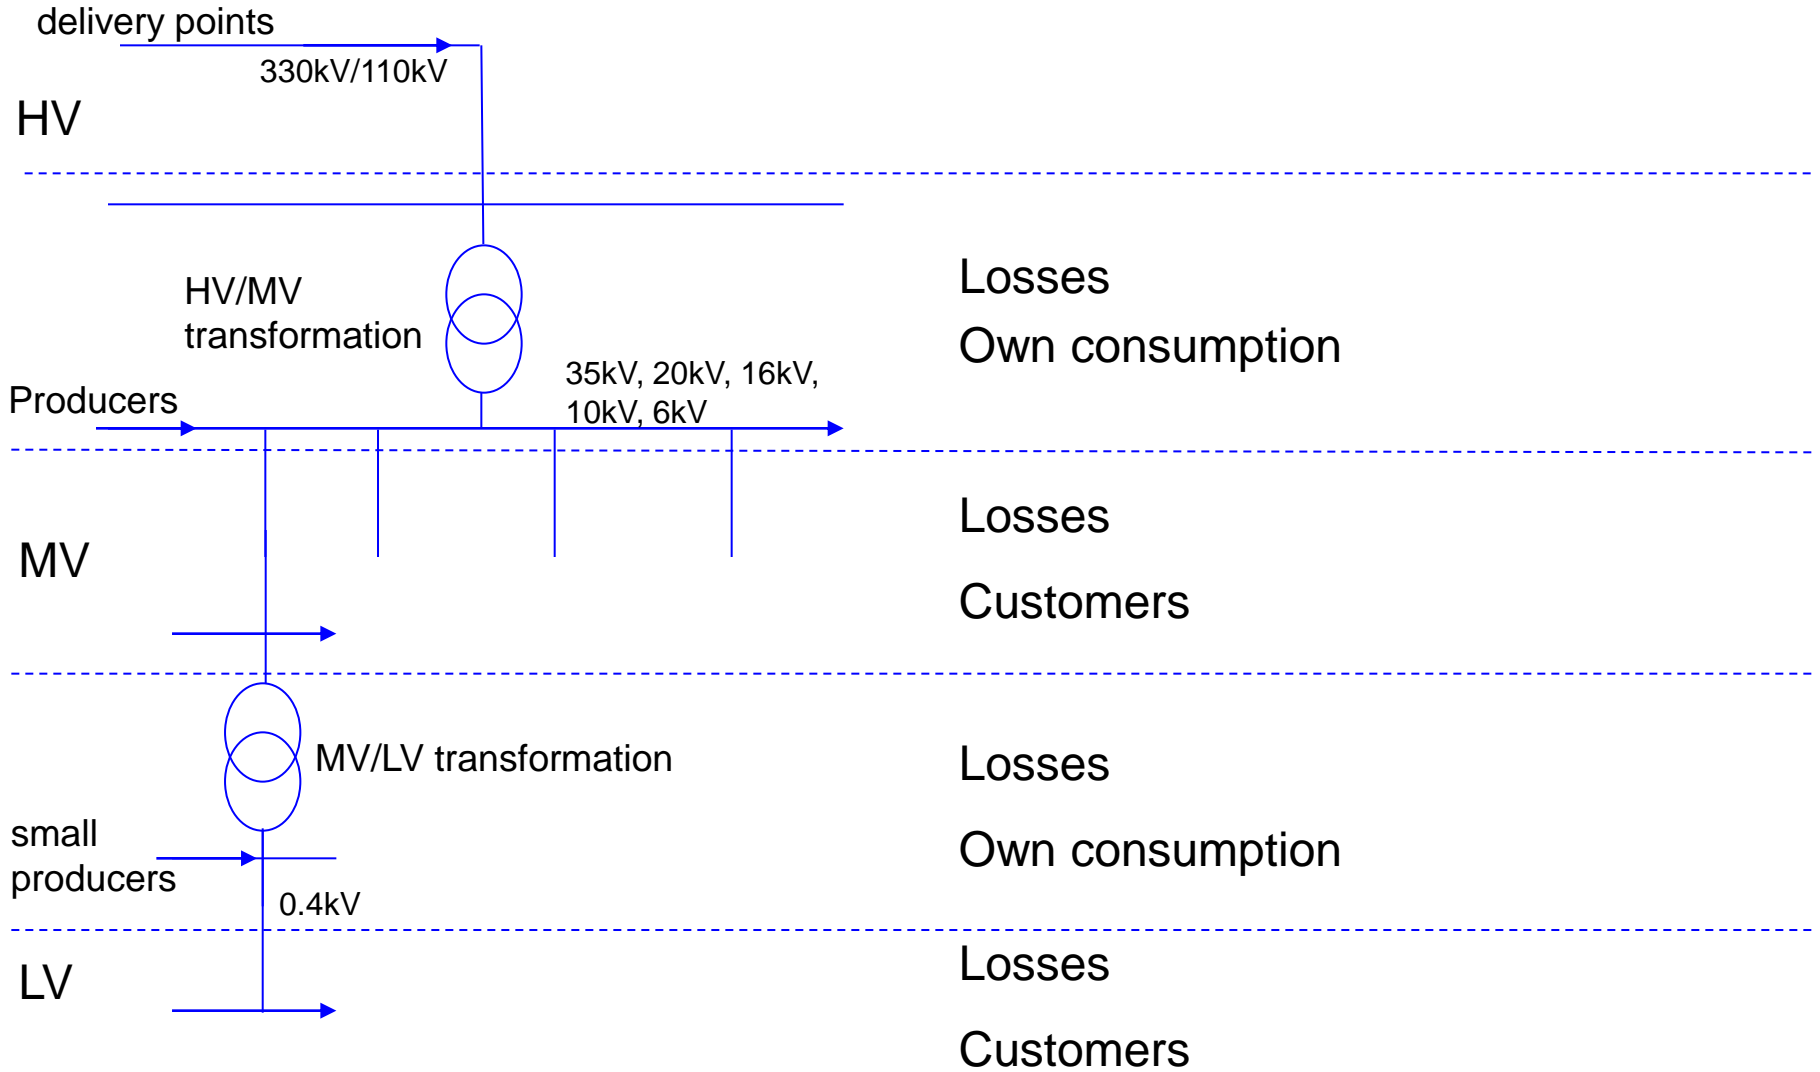 delivery points
330kV/110kV
HV
HV/MV
transformation
Losses
Own consumption
35kV, 20kV, 16kV,
10kV, 6kV
Producers
Losses
MV
Customers
MV/LV transformation
Losses
small
producers
Own consumption
0.4kV
Losses
LV
Customers